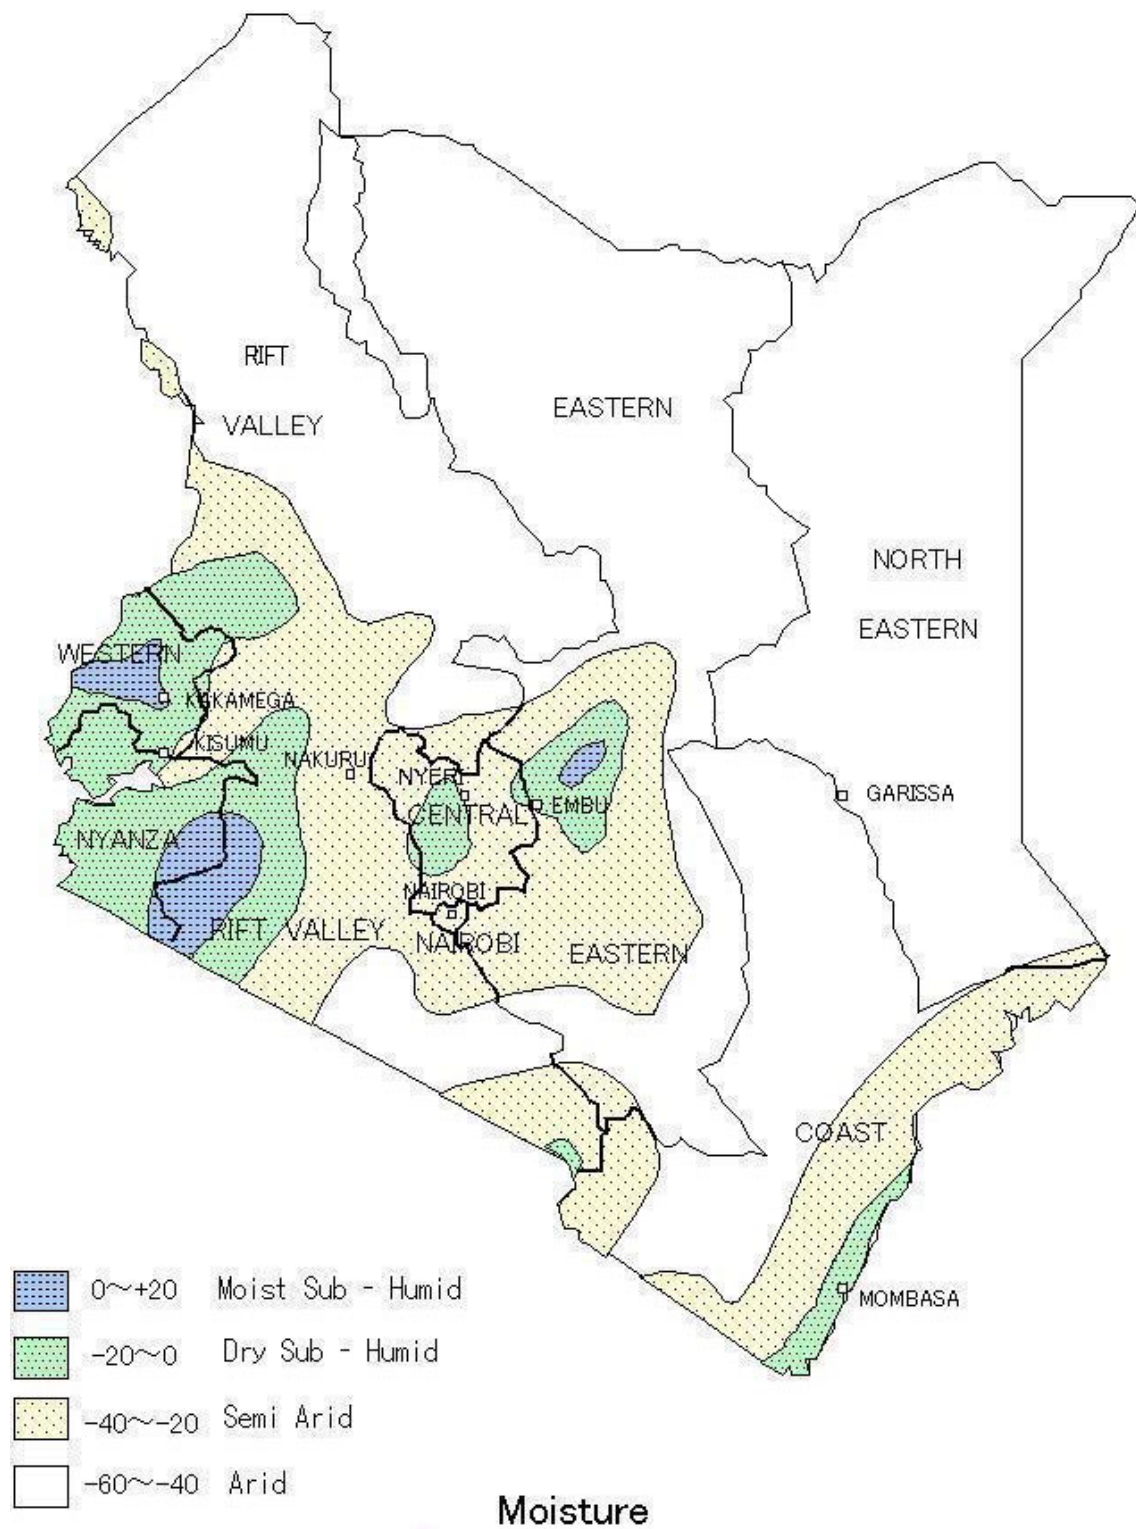 RIFT
VALLEY
EASTERN
NORTH
EASTERN
WESTERN
KAKAMEGA
KISUMU
NAKURU
NYERI
CENTRAL
EMBU
GARISSA
NYANZA
NAIROBI
RIFT VALLEY
NAIROBI
EASTERN
COAST
MOMBASA
0～+20 Moist Sub - Humid
-20～0 Dry Sub - Humid
-40～-20 Semi Arid
-60～-40 Arid
Moisture